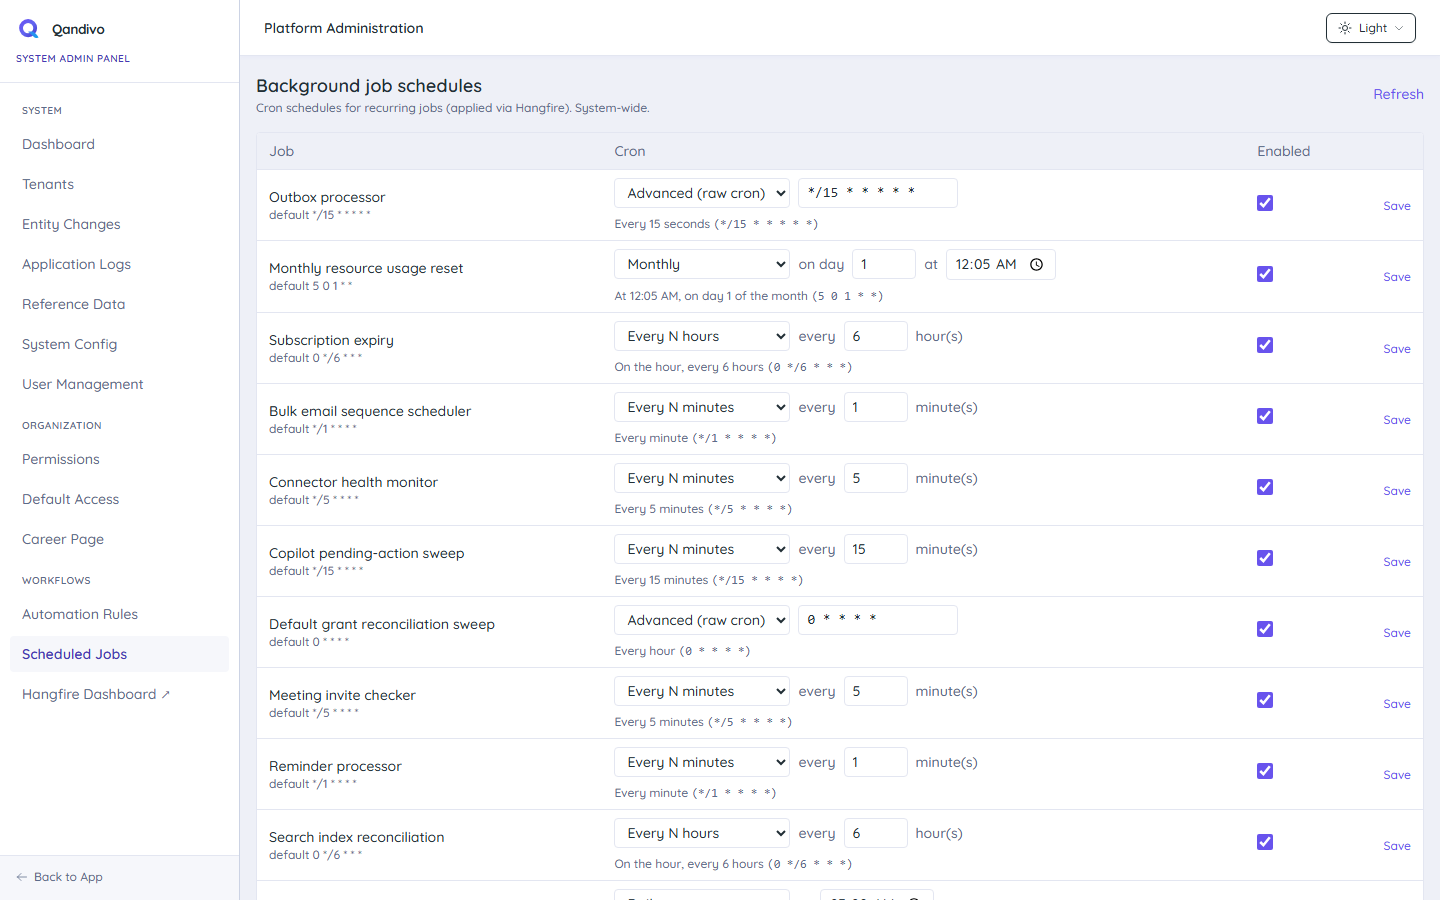 Qandivo
SYSTEM ADMIN PANEL
SYSTEM
Dashboard
Tenants
Entity Changes
Application Logs
Reference Data
System Config
User Management
ORGANIZATION
Permissions
Default Access
Career Page
WORKFLOWS
Automation Rules
Scheduled Jobs
Hangfire Dashboard ↗
← Back to App
Platform Administration
Light
Background job schedules
Cron schedules for recurring jobs (applied via Hangfire). System-wide.
Refresh
Job Cron Enabled
Outbox processor
default */15 * * * * *
Advanced (raw cron) */15 * * * * *
Every 15 seconds (*/15 * * * * *)
Save
Monthly resource usage reset
default 5 0 1 * *
Monthly on day 1 at 12:05 AM
At 12:05 AM, on day 1 of the month (5 0 1 * *)
Save
Subscription expiry
default 0 */6 * * *
Every N hours every 6 hour(s)
On the hour, every 6 hours (0 */6 * * *)
Save
Bulk email sequence scheduler
default */1 * * * *
Every N minutes every 1 minute(s)
Every minute (*/1 * * * *)
Save
Connector health monitor
default */5 * * * *
Every N minutes every 5 minute(s)
Every 5 minutes (*/5 * * * *)
Save
Copilot pending-action sweep
default */15 * * * *
Every N minutes every 15 minute(s)
Every 15 minutes (*/15 * * * *)
Save
Default grant reconciliation sweep
default 0 * * * *
Advanced (raw cron) 0 * * * *
Every hour (0 * * * *)
Save
Meeting invite checker
default */5 * * * *
Every N minutes every 5 minute(s)
Every 5 minutes (*/5 * * * *)
Save
Reminder processor
default */1 * * * *
Every N minutes every 1 minute(s)
Every minute (*/1 * * * *)
Save
Search index reconciliation
default 0 */6 * * *
Every N hours every 6 hour(s)
On the hour, every 6 hours (0 */6 * * *)
Save